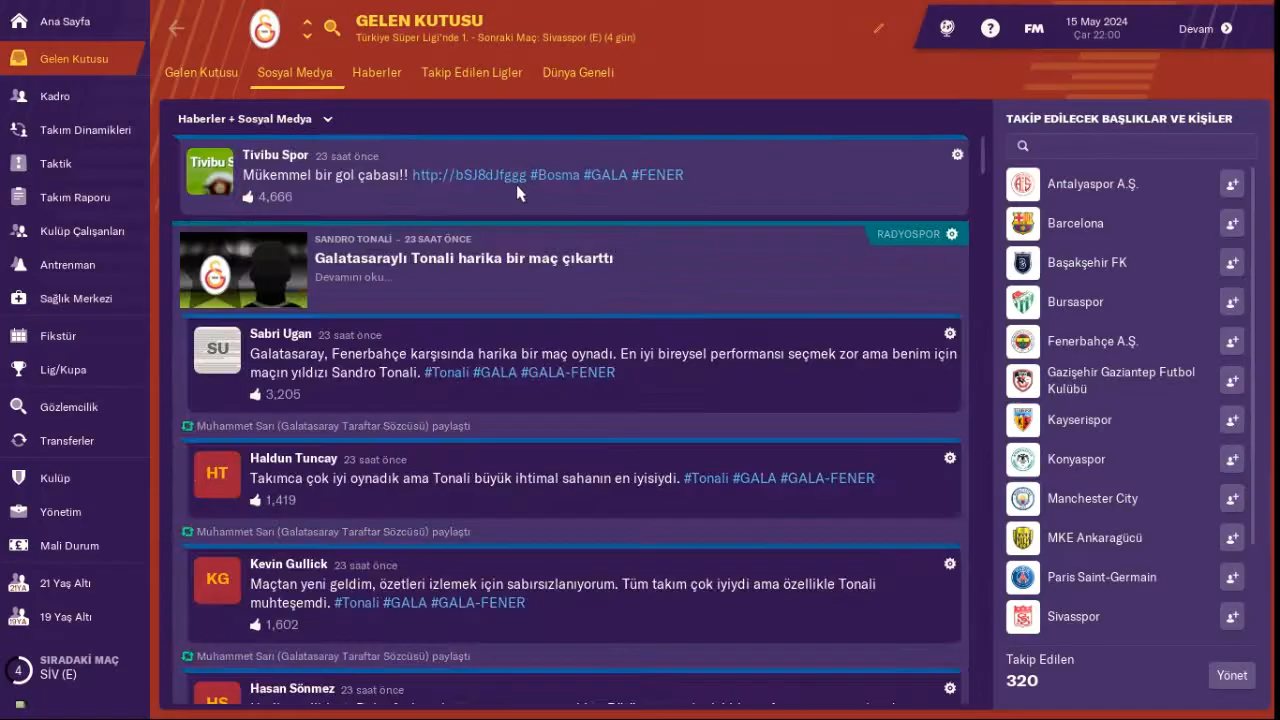 Ana Sayfa
Gelen Kutusu
Kadro
Takım Dinamikleri
Taktik
Takım Raporu
Kulüp Çalışanları
Antrenman
Sağlık Merkezi
Fikstür
Lig/Kupa
Gözlemcilik
Transferler
Kulüp
Yönetim
Mali Durum
21YA
21 Yaş Altı
19YA
19 Yaş Altı
4
SIRADAKİ MAÇ
SİV (E)
GELEN KUTUSU
Türkiye Süper Ligi'nde 1. - Sonraki Maç: Sivasspor (E) (4 gün)
?
FM
15 May 2024
Çar 22:00
Devam
Gelen Kutusu
Sosyal Medya
Haberler
Takip Edilen Ligler
Dünya Geneli
Haberler + Sosyal Medya
Tivibu S
Tivibu Spor 23 saat önce
Mükemmel bir gol çabası!! http://bSJ8dJfggg #Bosma #GALA #FENER
4,666
SANDRO TONALİ - 23 SAAT ÖNCE
RADYOSPOR
Galatasaraylı Tonali harika bir maç çıkarttı
Devamını oku...
SU
Sabri Ugan 23 saat önce
Galatasaray, Fenerbahçe karşısında harika bir maç oynadı. En iyi bireysel performansı seçmek zor ama benim için
maçın yıldızı Sandro Tonali. #Tonali #GALA #GALA-FENER
3,205
Muhammet Sarı (Galatasaray Taraftar Sözcüsü) paylaştı
HT
Haldun Tuncay 23 saat önce
Takımca çok iyi oynadık ama Tonali büyük ihtimal sahanın en iyisiydi. #Tonali #GALA #GALA-FENER
1,419
Muhammet Sarı (Galatasaray Taraftar Sözcüsü) paylaştı
KG
Kevin Gullick 23 saat önce
Maçtan yeni geldim, özetleri izlemek için sabırsızlanıyorum. Tüm takım çok iyiydi ama özellikle Tonali
muhteşemdi. #Tonali #GALA #GALA-FENER
1,602
Muhammet Sarı (Galatasaray Taraftar Sözcüsü) paylaştı
HS
Hasan Sönmez 23 saat önce
TAKİP EDİLECEK BAŞLIKLAR VE KİŞİLER
Antalyaspor A.Ş.
Barcelona
Başakşehir FK
Bursaspor
Fenerbahçe A.Ş.
Gazişehir Gaziantep Futbol
Kulübü
Kayserispor
Konyaspor
Manchester City
MKE Ankaragücü
Paris Saint-Germain
Sivasspor
Takip Edilen
320
Yönet